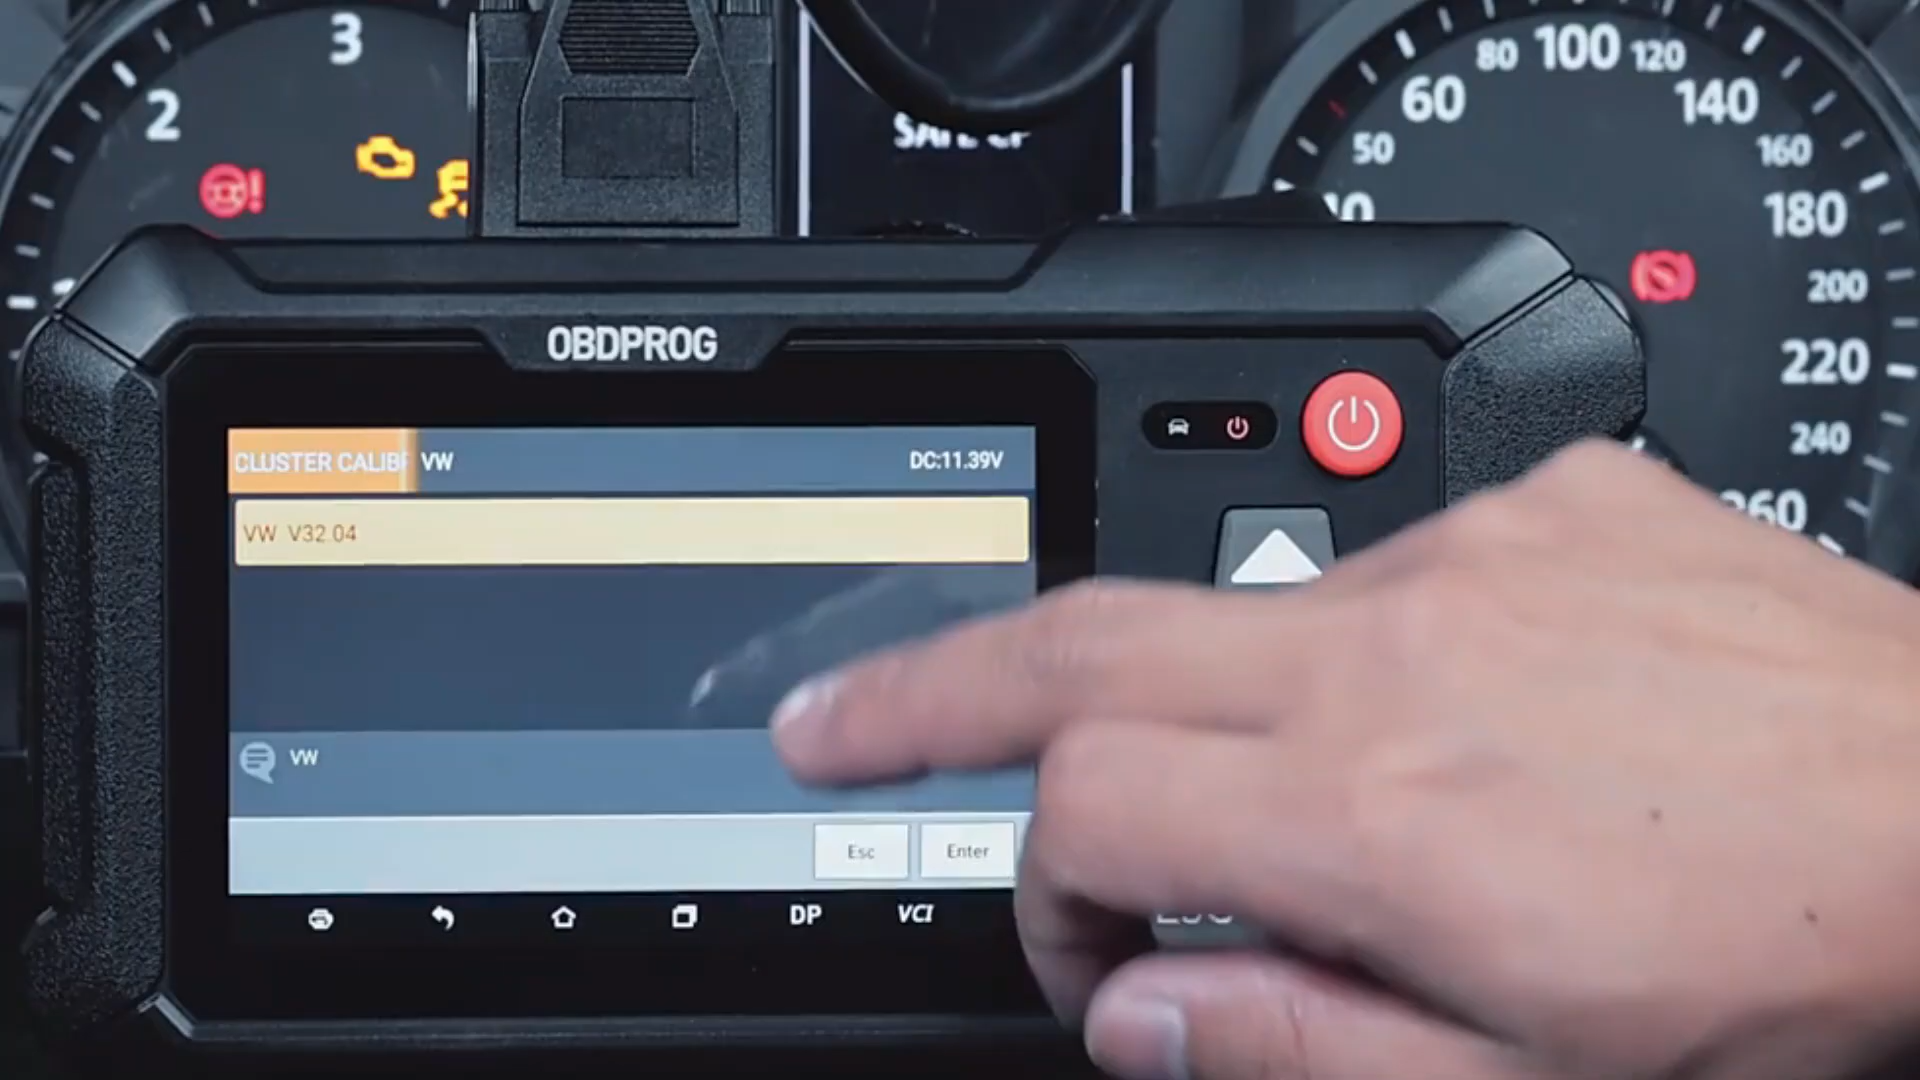 3
2
80 100 120
60 140
50 160
180
200
220
240
OBDPROG
CLUSTER CALIBR VW DC:11.39V
VW V32.04
VW
Esc Enter
DP VCI